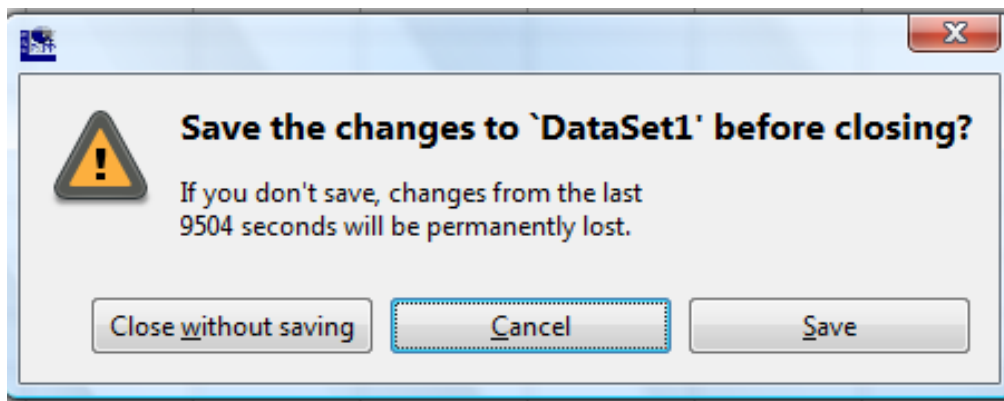 Save the changes to `DataSet1' before closing?
If you don't save, changes from the last
9504 seconds will be permanently lost.
Close without saving
Cancel
Save